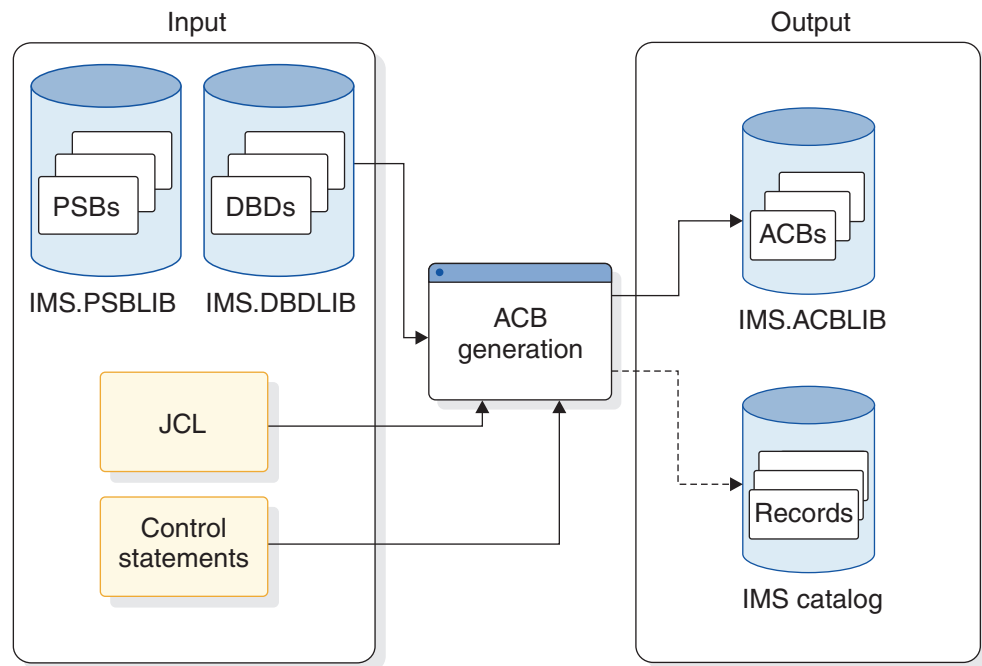 Input
Output
PSBs
DBDs
IMS.PSBLIB
IMS.DBDLIB
ACB
generation
ACBs
IMS.ACBLIB
JCL
Control
statements
Records
IMS catalog